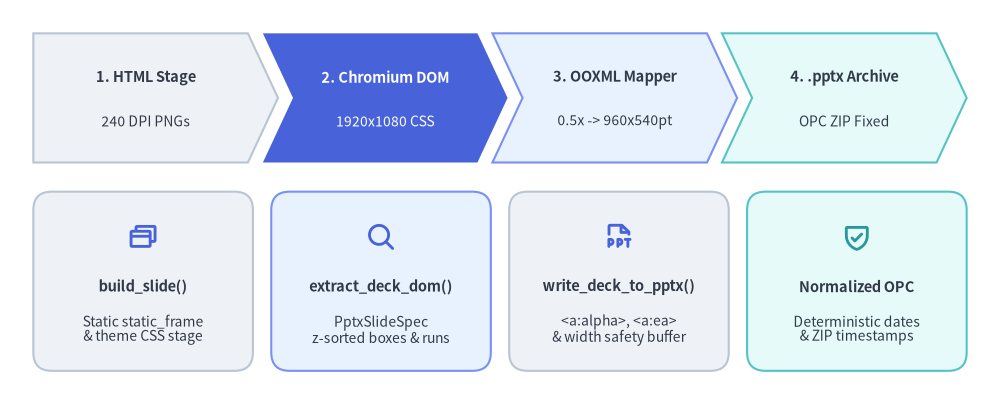 1. HTML Stage
240 DPI PNGs
2. Chromium DOM
1920x1080 CSS
3. OOXML Mapper
0.5x -> 960x540pt
4. .pptx Archive
OPC ZIP Fixed
build_slide()
Static static_frame
& theme CSS stage
extract_deck_dom()
PptxSlideSpec
z-sorted boxes & runs
PPT
write_deck_to_pptx()
<a:alpha>, <a:ea>
& width safety buffer
Normalized OPC
Deterministic dates
& ZIP timestamps